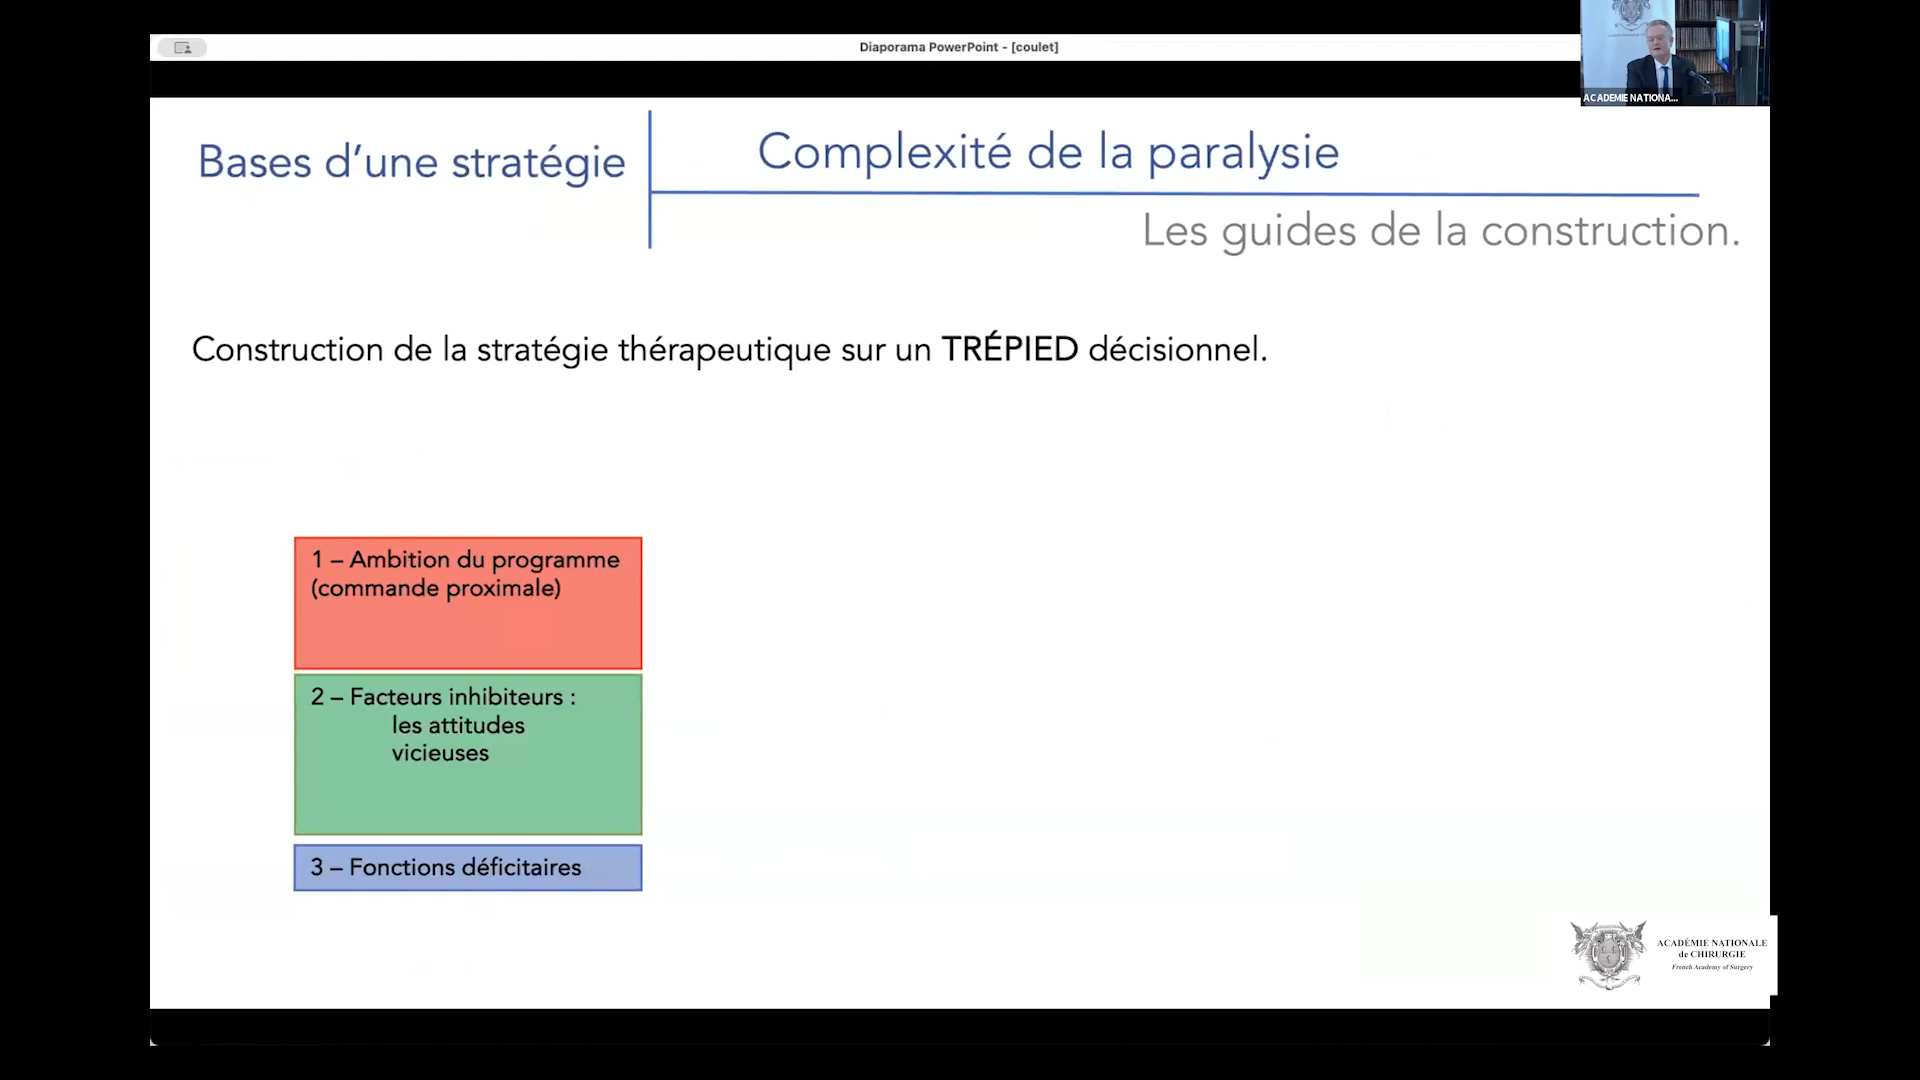 Diaporama PowerPoint - [coulet]
ACADEMIE NATIONA...
Bases d’une stratégie
Complexité de la paralysie
Les guides de la construction.
Construction de la stratégie thérapeutique sur un TRÉPIED décisionnel.
1 – Ambition du programme
(commande proximale)
2 – Facteurs inhibiteurs :
les attitudes
vicieuses
3 – Fonctions déficitaires
ACADÉMIE NATIONALE
de CHIRURGIE
French Academy of Surgery